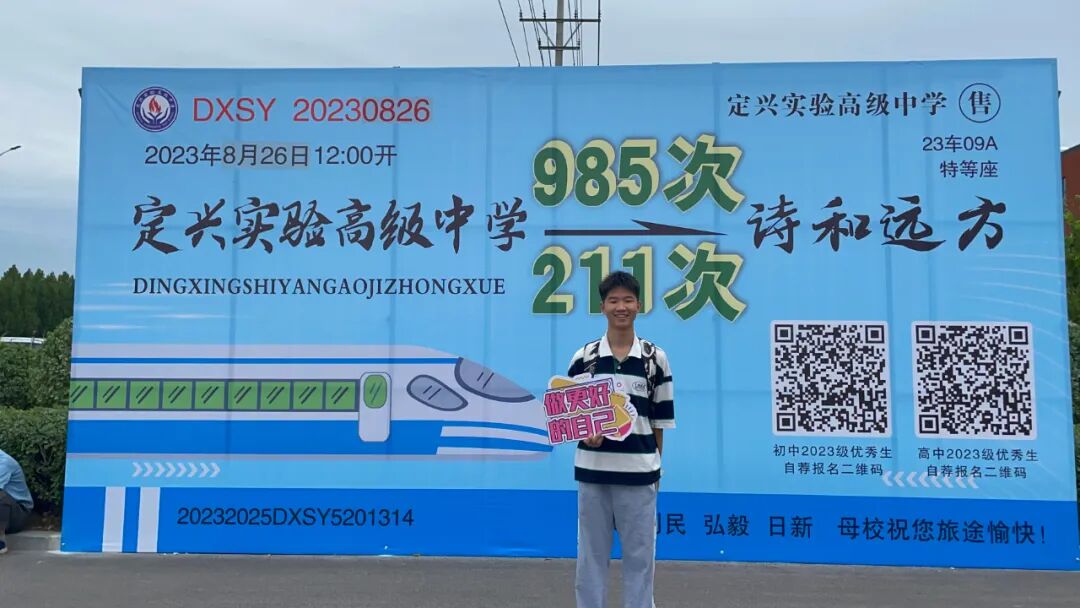 DXSY 20230826
定兴实验高级中学 售
2023年8月26日12:00开
23车09A
特等座
985次
定兴实验高级中学
诗和远方
211次
DINGXINGSHIYANGAOJIZHONGXUE
做更好
的自己
初中2023级优秀生
自荐报名二维码
高中2023级优秀生
自荐报名二维码
20232025DXSY5201314
民 弘毅 日新 母校祝您旅途愉快!